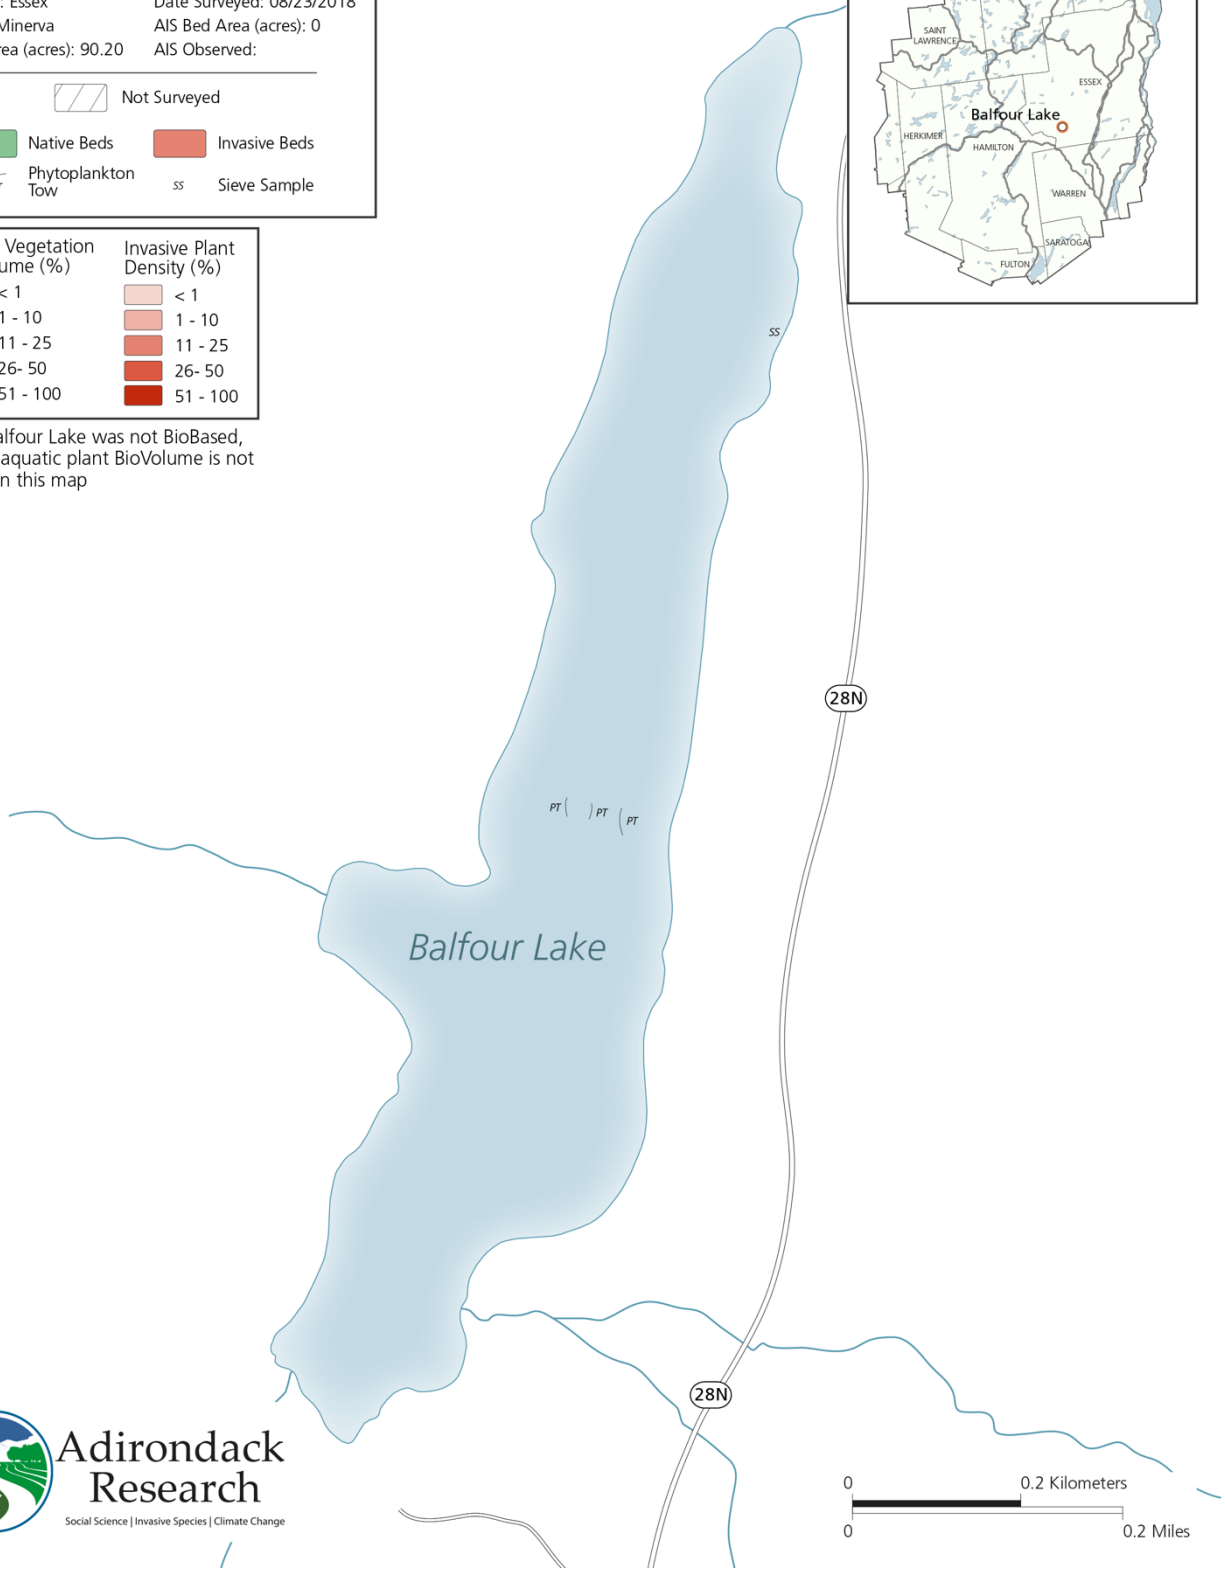 : Essex
Date Surveyed: 08/23/2018
Minerva
AIS Bed Area (acres): 0
rea (acres): 90.20
AIS Observed:
Not Surveyed
Native Beds
Invasive Beds
Phytoplankton
Tow
ss
Sieve Sample
Vegetation
ume (%)
< 1
1 - 10
11 - 25
26- 50
51 - 100
Invasive Plant
Density (%)
< 1
1 - 10
11 - 25
26- 50
51 - 100
alfour Lake was not BioBased,
aquatic plant BioVolume is not
n this map
SAINT
LAWRENCE
ESSEX
Balfour Lake
HERKIMER
HAMILTON
WARREN
SARATOGA
FULTON
SS
28N
PT
PT
PT
Balfour Lake
28N
Adirondack
Research
Social Science | Invasive Species | Climate Change
0
0.2 Kilometers
0
0.2 Miles